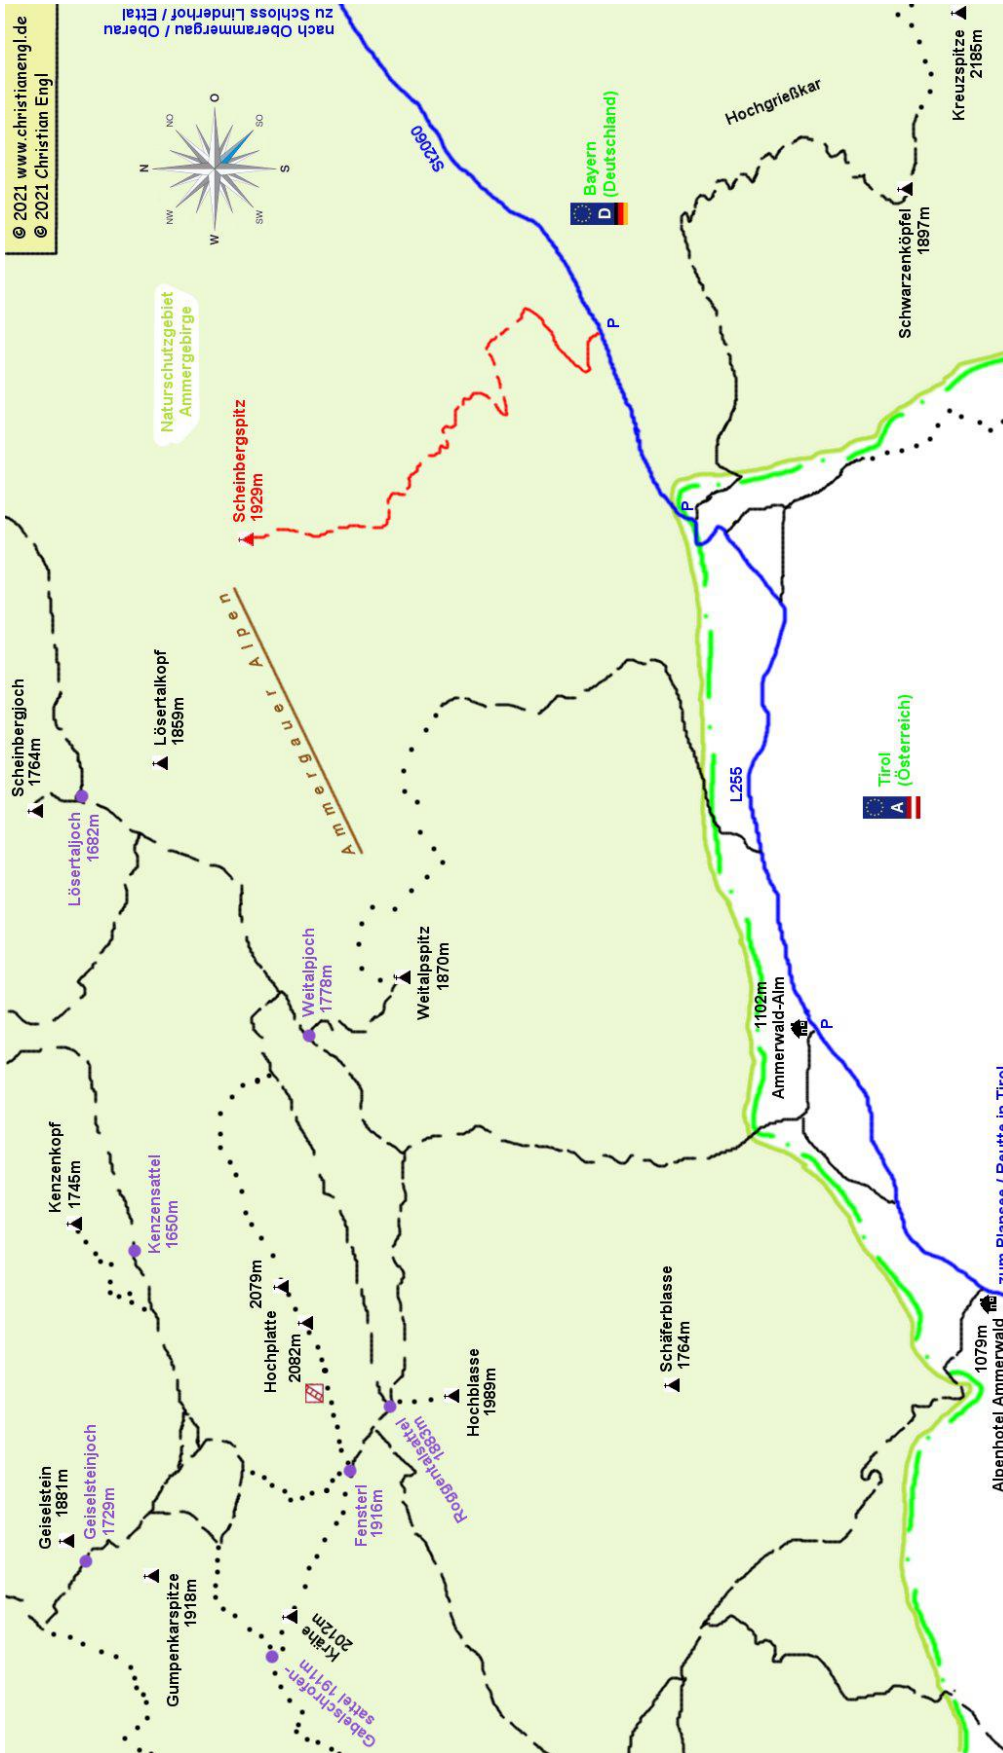 © 2021 www.christianengl.de
© 2021 Christian Engl
nach Oberammergau / Oberau
zu Schloss Linderhof / Ettal
N
NO
O
SO
S
SW
W
NW
Naturschutzgebiet
Ammergebirge
St2060
Bayern
(Deutschland)
D
Hochgrießkar
Kreuzspitze
2185m
Schwarzenköpfel
1897m
P
P
Scheinbergspitz
1929m
Ammergauer Alpen
Scheinbergjoch
1764m
Lösertaljoch
1682m
Lösertalkopf
1859m
Weitalpjoch
1778m
Weitalpspitz
1870m
L255
Tirol
(Österreich)
A
1102m
Ammerwald-Alm
P
Kenzenkopf
1745m
Kenzensattel
1650m
2079m
Hochplatte
2082m
Hochblasse
1989m
Roggentalsattel
1883m
Fensterl
1916m
Schäferblasse
1764m
Geiselstein
1881m
Geiselsteinjoch
1729m
Gumpenkarspitze
1918m
Krähe
2012m
Gabelschrofen-
sattel 1911m
zum Plansee / Reutte in Tirol
1079m
Alpenhotel Ammerwald